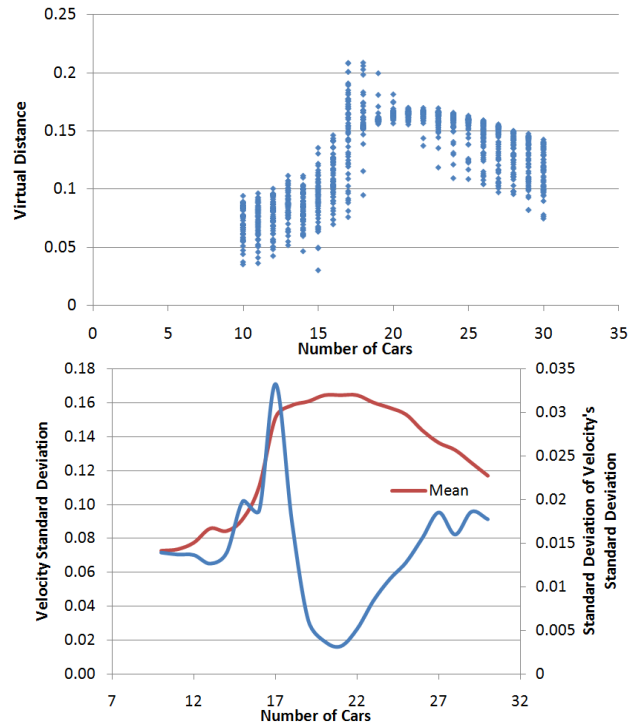 0.25
0.2
0.15
0.1
0.05
0
Virtual Distance
0 5 10 15 20 25 30 35
Number of Cars
0.18
0.16
0.14
0.12
0.10
0.08
0.06
0.04
0.02
0.00
Velocity Standard Deviation
Mean
0.035
0.03
0.025
0.02
0.015
0.01
0.005
0
Standard Deviation of Velocity's
Standard Deviation
7 12 17 22 27 32
Number of Cars